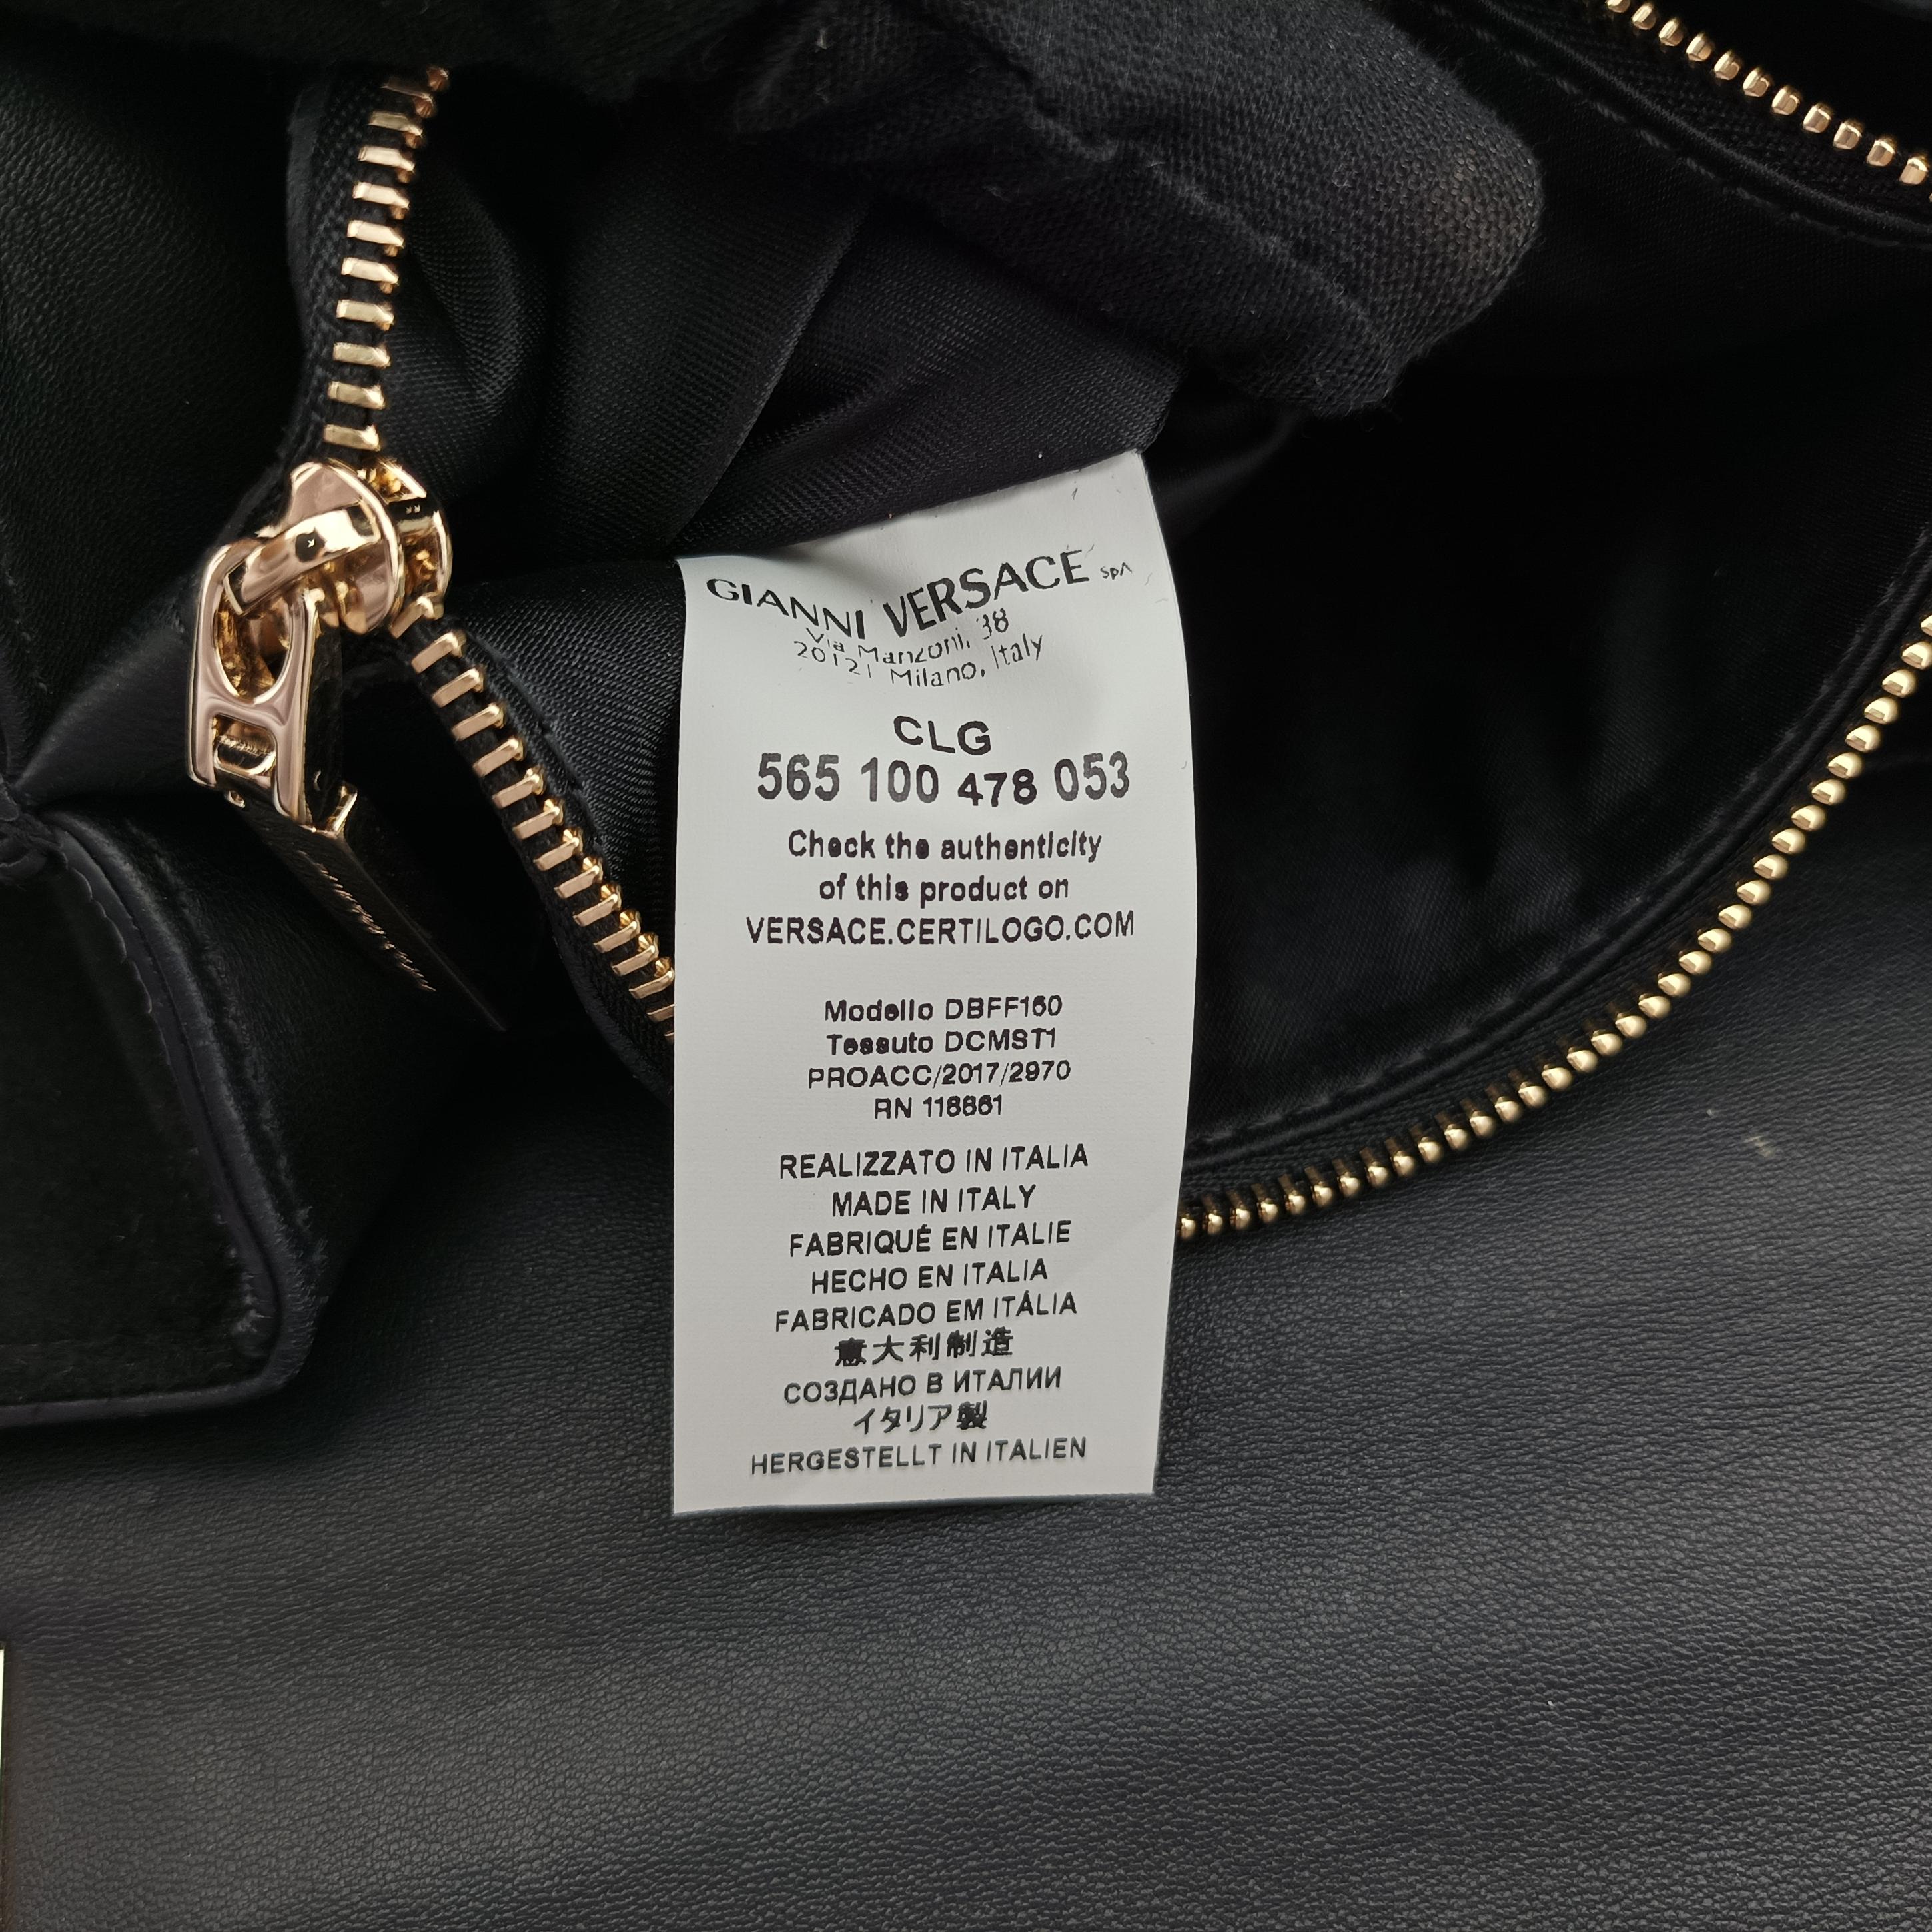 GIANNI VERSACE SpA
Via Manzoni, 38
20121 Milano, Italy
CLG
565 100 478 053
Check the authenticity
of this product on
VERSACE.CERTILOGO.COM
Modello DBFF160
Tessuto DCMST1
PROACC/2017/2970
RN 118861
REALIZZATO IN ITALIA
MADE IN ITALY
FABRIQUÉ EN ITALIE
HECHO EN ITALIA
FABRICADO EM ITÁLIA
意大利制造
СОЗДАНО В ИТАЛИИ
イタリア製
HERGESTELLT IN ITALIEN